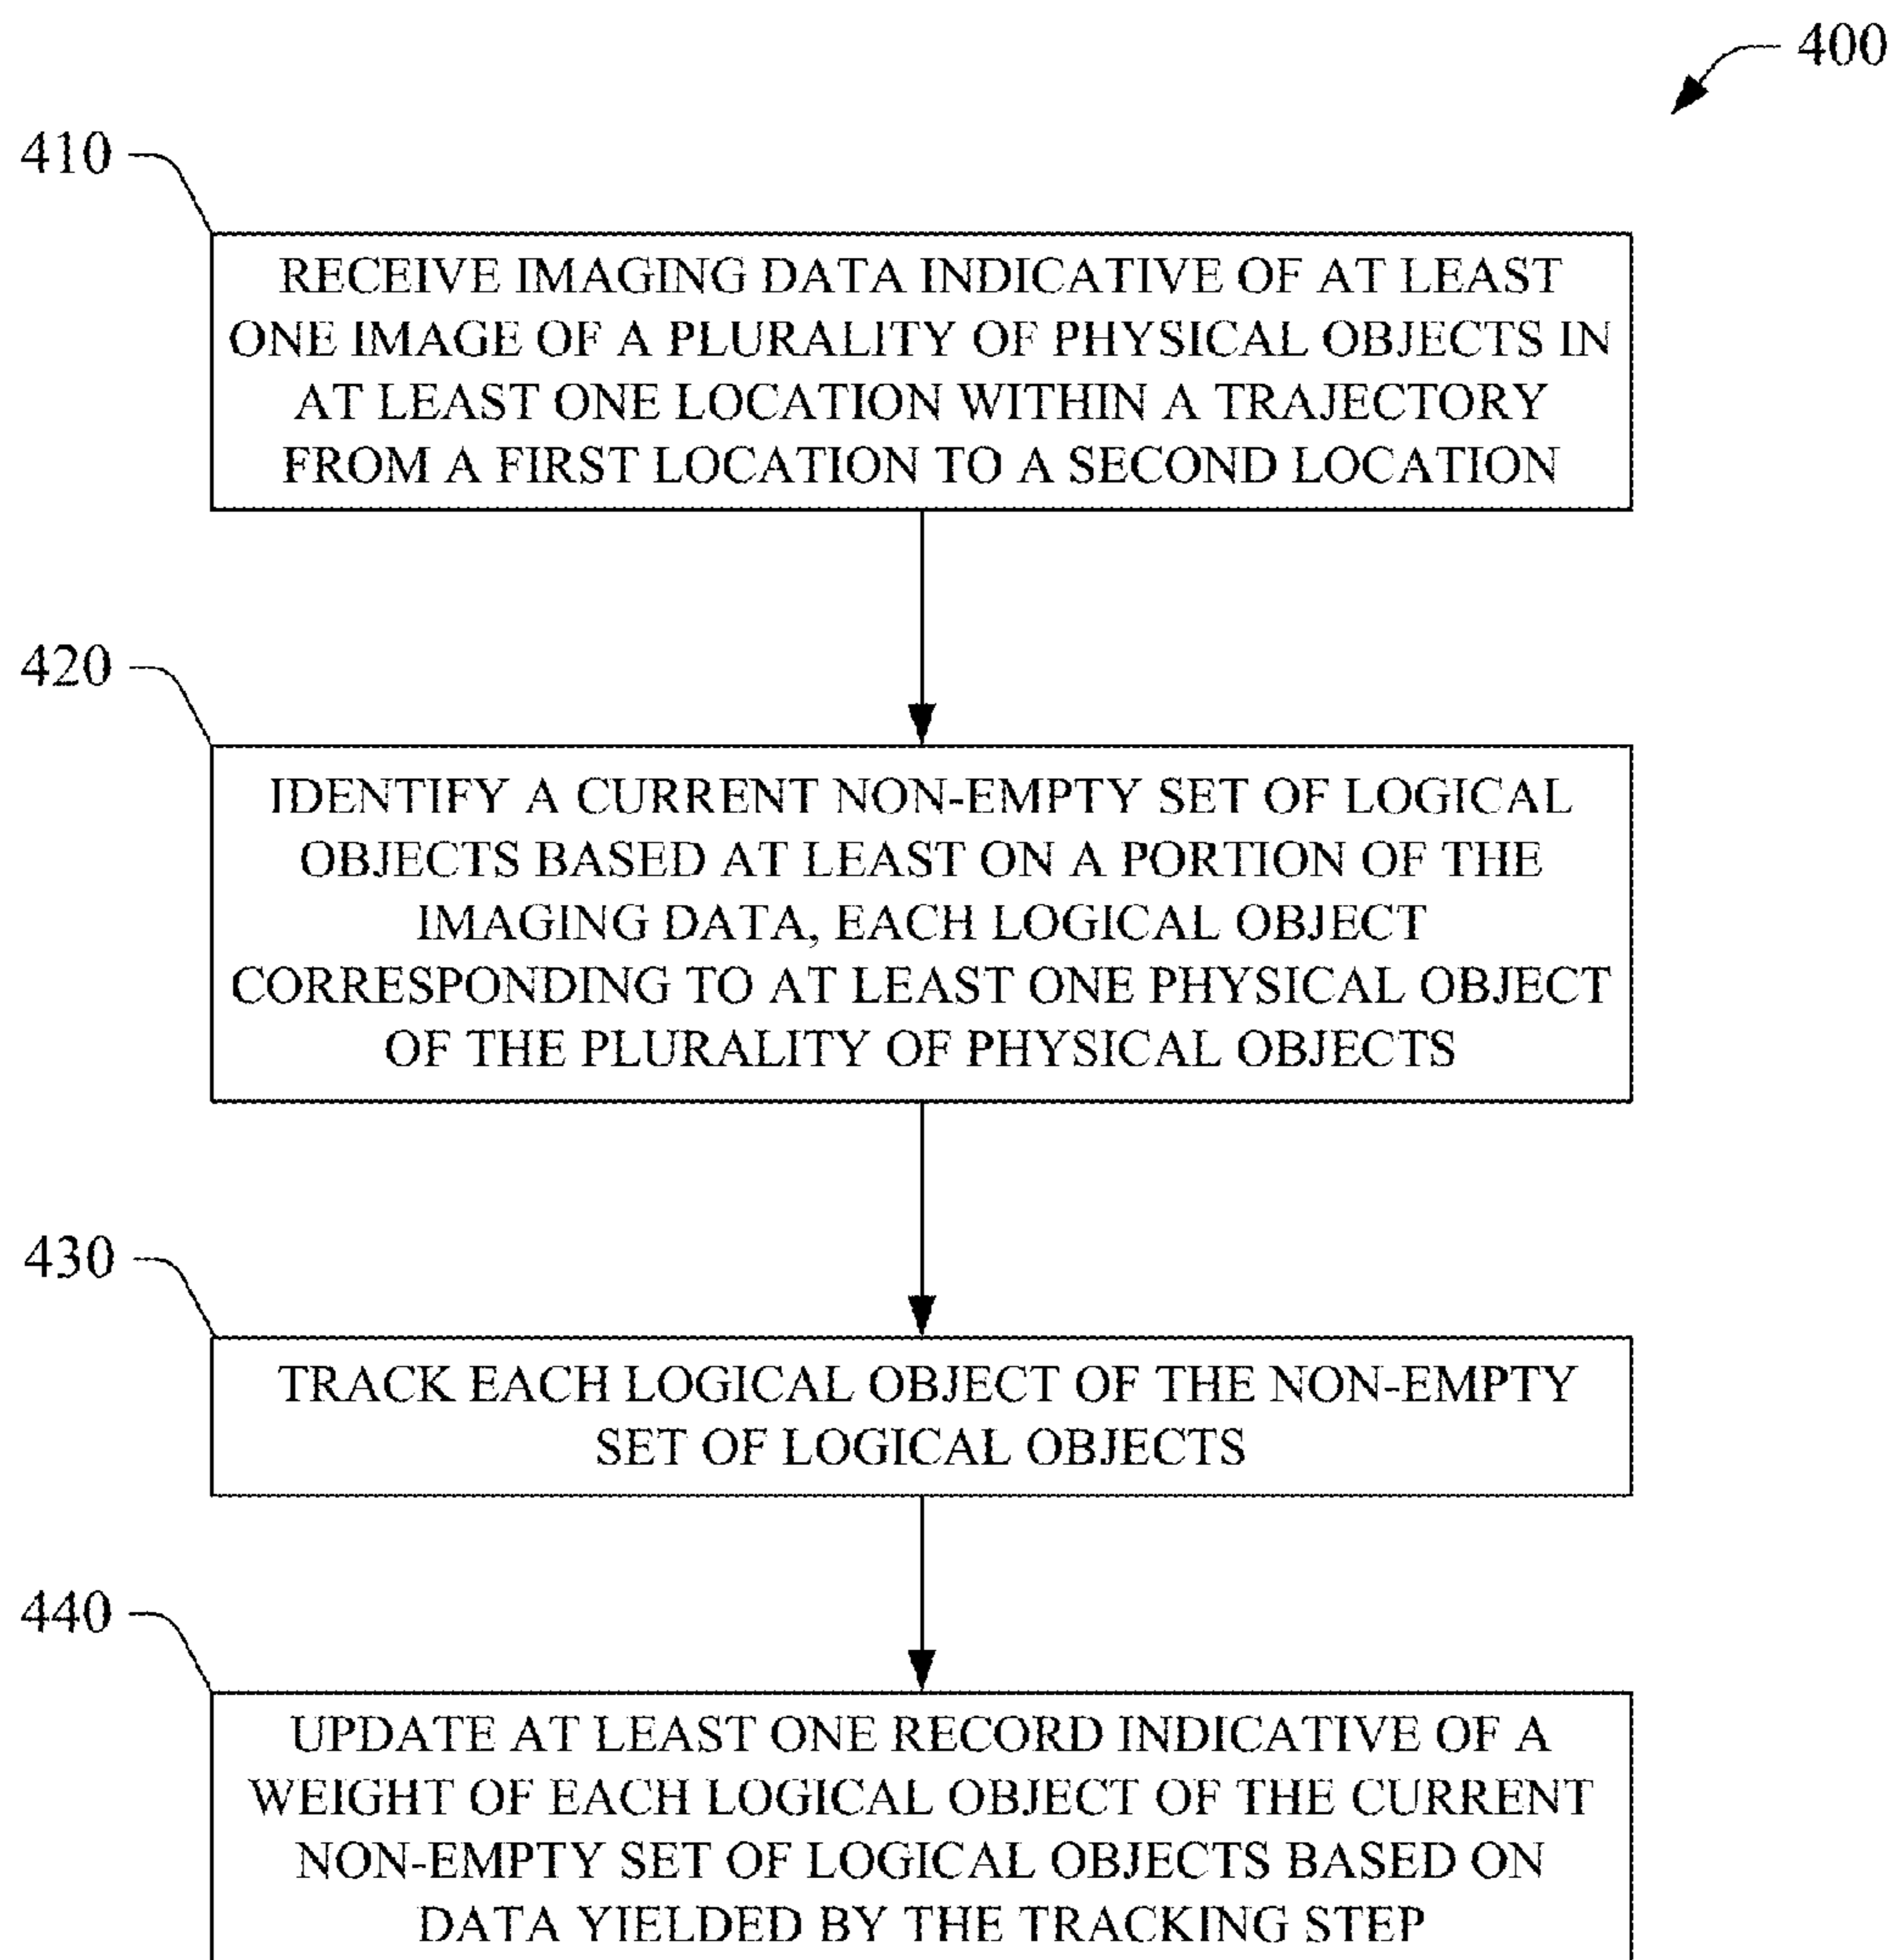 400
410
RECEIVE IMAGING DATA INDICATIVE OF AT LEAST
ONE IMAGE OF A PLURALITY OF PHYSICAL OBJECTS IN
AT LEAST ONE LOCATION WITHIN A TRAJECTORY
FROM A FIRST LOCATION TO A SECOND LOCATION
420
IDENTIFY A CURRENT NON-EMPTY SET OF LOGICAL
OBJECTS BASED AT LEAST ON A PORTION OF THE
IMAGING DATA, EACH LOGICAL OBJECT
CORRESPONDING TO AT LEAST ONE PHYSICAL OBJECT
OF THE PLURALITY OF PHYSICAL OBJECTS
430
TRACK EACH LOGICAL OBJECT OF THE NON-EMPTY
SET OF LOGICAL OBJECTS
440
UPDATE AT LEAST ONE RECORD INDICATIVE OF A
WEIGHT OF EACH LOGICAL OBJECT OF THE CURRENT
NON-EMPTY SET OF LOGICAL OBJECTS BASED ON
DATA YIELDED BY THE TRACKING STEP